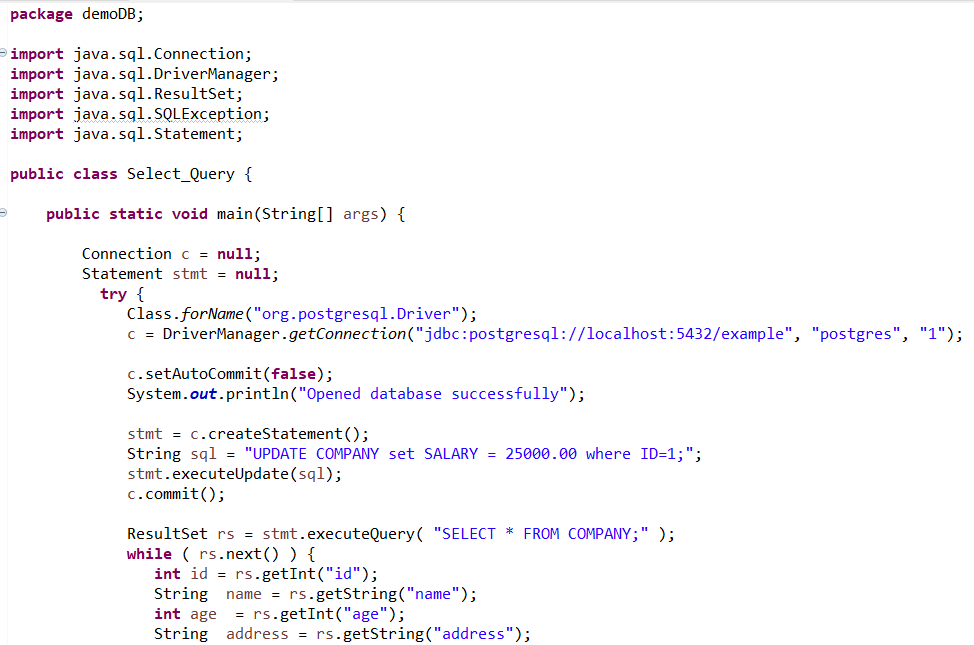 package demoDB;
import java.sql.Connection;
import java.sql.DriverManager;
import java.sql.ResultSet;
import java.sql.SQLException;
import java.sql.Statement;
public class Select_Query {
public static void main(String[] args) {
Connection c = null;
Statement stmt = null;
try {
Class.forName("org.postgresql.Driver");
c = DriverManager.getConnection("jdbc:postgresql://localhost:5432/example", "postgres", "1");
c.setAutoCommit(false);
System.out.println("Opened database successfully");
stmt = c.createStatement();
String sql = "UPDATE COMPANY set SALARY = 25000.00 where ID=1;";
stmt.executeUpdate(sql);
c.commit();
ResultSet rs = stmt.executeQuery( "SELECT * FROM COMPANY;" );
while ( rs.next() ) {
int id = rs.getInt("id");
String  name = rs.getString("name");
int age  = rs.getInt("age");
String  address = rs.getString("address");